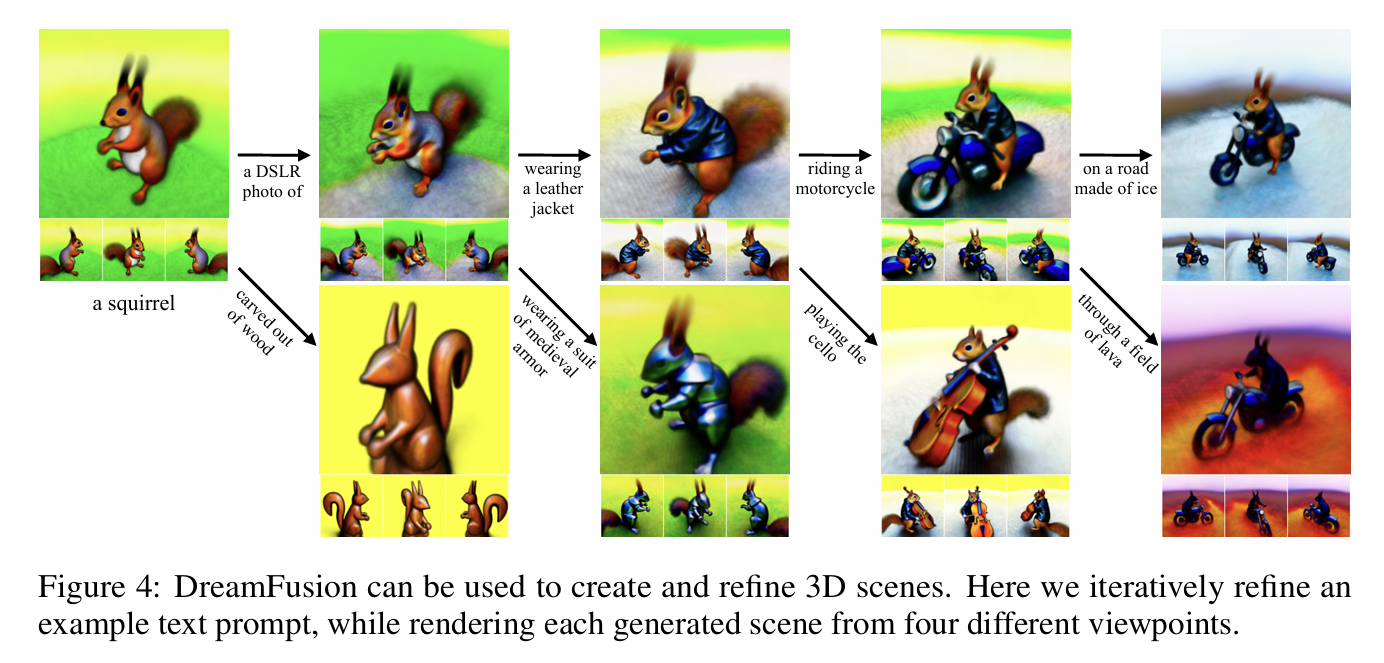 a DSLR
photo of
wearing
a leather
jacket
riding a
motorcycle
on a road
made of ice
a squirrel
carved out
of wood
wearing a suit
of medieval
armor
playing the
cello
through a field
of lava
Figure 4: DreamFusion can be used to create and refine 3D scenes. Here we iteratively refine an
example text prompt, while rendering each generated scene from four different viewpoints.